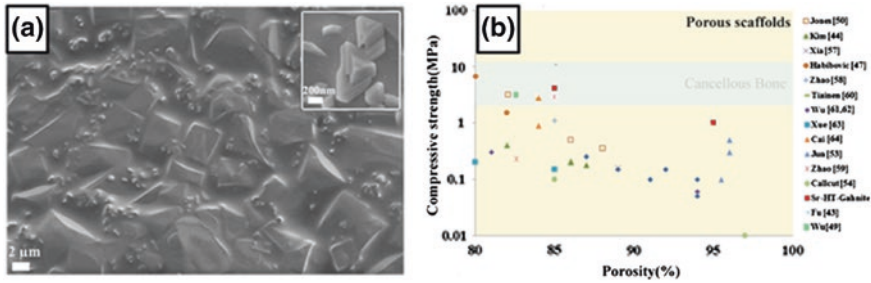 (a)
200nm
2 µm
(b)
Porous scaffolds
Cancellous Bone
Compressive strength(MPa)
100
10
1
0.1
0.01
80
85
90
95
100
Porosity(%)
Jones[50]
Kim[44]
Xia[57]
Habibovic[47]
Zhao[58]
Tiainen[60]
Wu[61,62]
Xue[63]
Cai[64]
Jun[53]
Zhao[59]
Callcut[54]
Sr-HT-Gahnite
Fu[45]
Wu[49]